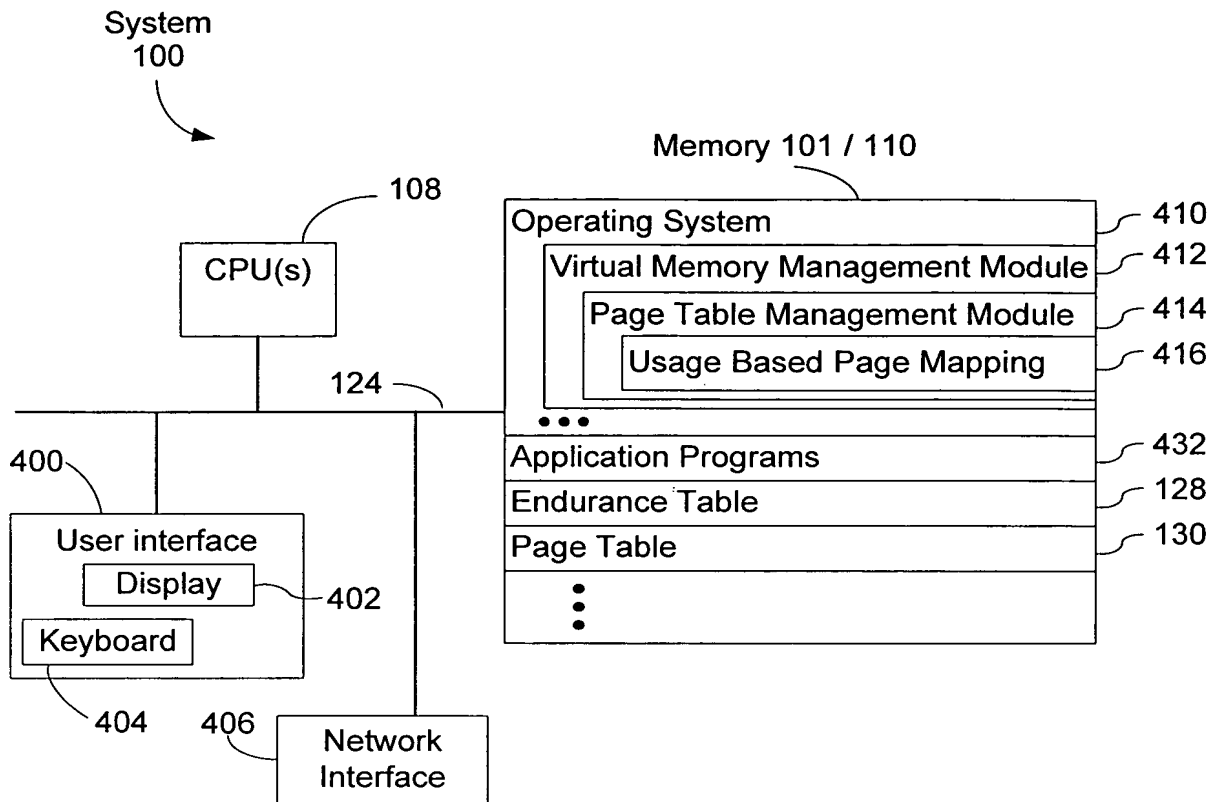 System
100
Memory 101 / 110
108
CPU(s)
Operating System
410
Virtual Memory Management Module
412
Page Table Management Module
414
Usage Based Page Mapping
416
124
Application Programs
432
Endurance Table
128
Page Table
130
400
User interface
Display
402
Keyboard
404
406
Network
Interface